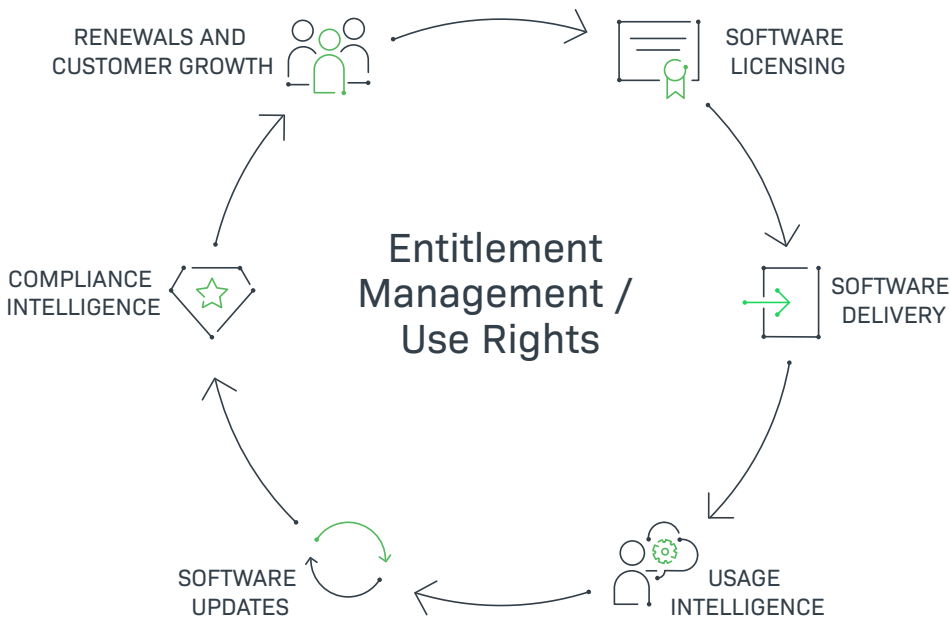 RENEWALS AND
CUSTOMER GROWTH
SOFTWARE
LICENSING
Entitlement
Management /
Use Rights
COMPLIANCE
INTELLIGENCE
SOFTWARE
DELIVERY
SOFTWARE
UPDATES
USAGE
INTELLIGENCE